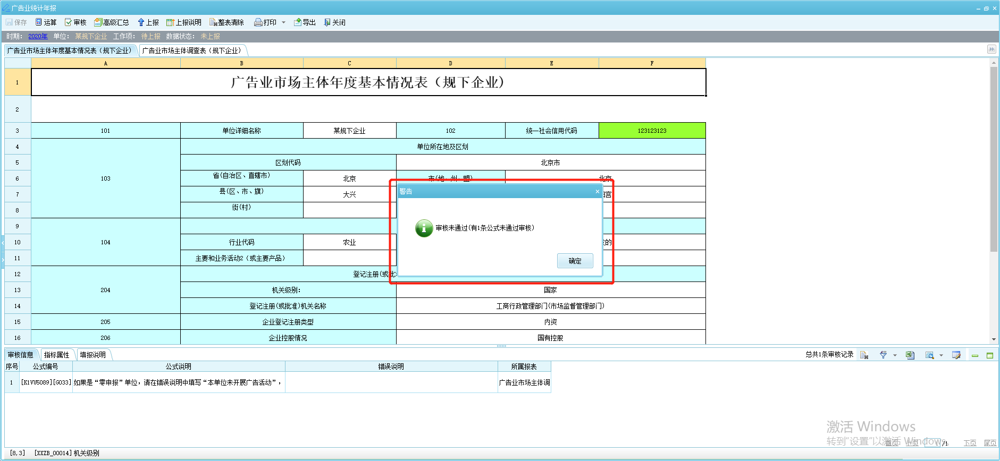 广告业统计年报
保存 运算 审核 高级汇总 上报 上报说明 整表清除 打印 导出 关闭
时期： 2020年 单位： 某规下企业 工作项： 待上报 数据状态： 未上报
广告业市场主体年度基本情况表（规下企业） 广告业市场主体调查表（规下企业）
A B C D E F
1 广告业市场主体年度基本情况表（规下企业）
2
3 101 单位详细名称 某规下企业 102 统一社会信用代码 123123123
4 单位所在地及区划
5 区划代码 北京市
6 103 省(自治区、直辖市) 北京 市(地、州、盟) 北京
7 县(区、市、旗) 大兴 宫
8 街(村)
9
10 104 行业代码 农业 的
11 主要和业务活动2（或主要产品）
12 登记注册(或批
13 204 机关级别： 国家
14 登记注册(或批准)机关名称 工商行政管理部门(市场监督管理部门)
15 205 企业登记注册类型 内资
16 206 企业控股情况 国有控股
警告 ×
审核未通过(有1条公式未通过审核)
确定
审核信息 指标属性 填报说明 总共1条审核记录
序号 公式编号 公式说明 错误说明 所属报表
1 [K1VU5089][G033] 如果是“零申报”单位，请在错误说明中填写“本单位未开展广告活动”， 广告业市场主体调
激活 Windows
转到“设置”以激活 Windows。
首页 上页 1 /1 下页 尾页
[8,3] [XXZB_00014]机关级别